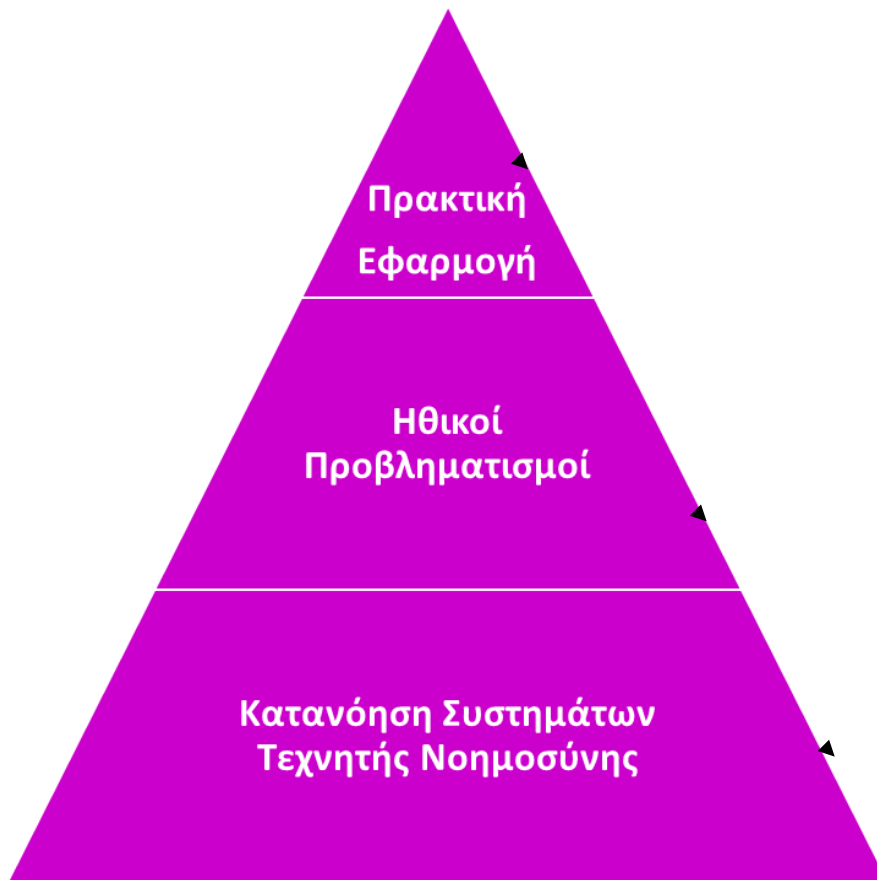 Πρακτική
Εφαρμογή
Ηθικοί
Προβληματισμοί
Κατανόηση Συστημάτων
Τεχνητής Νοημοσύνης